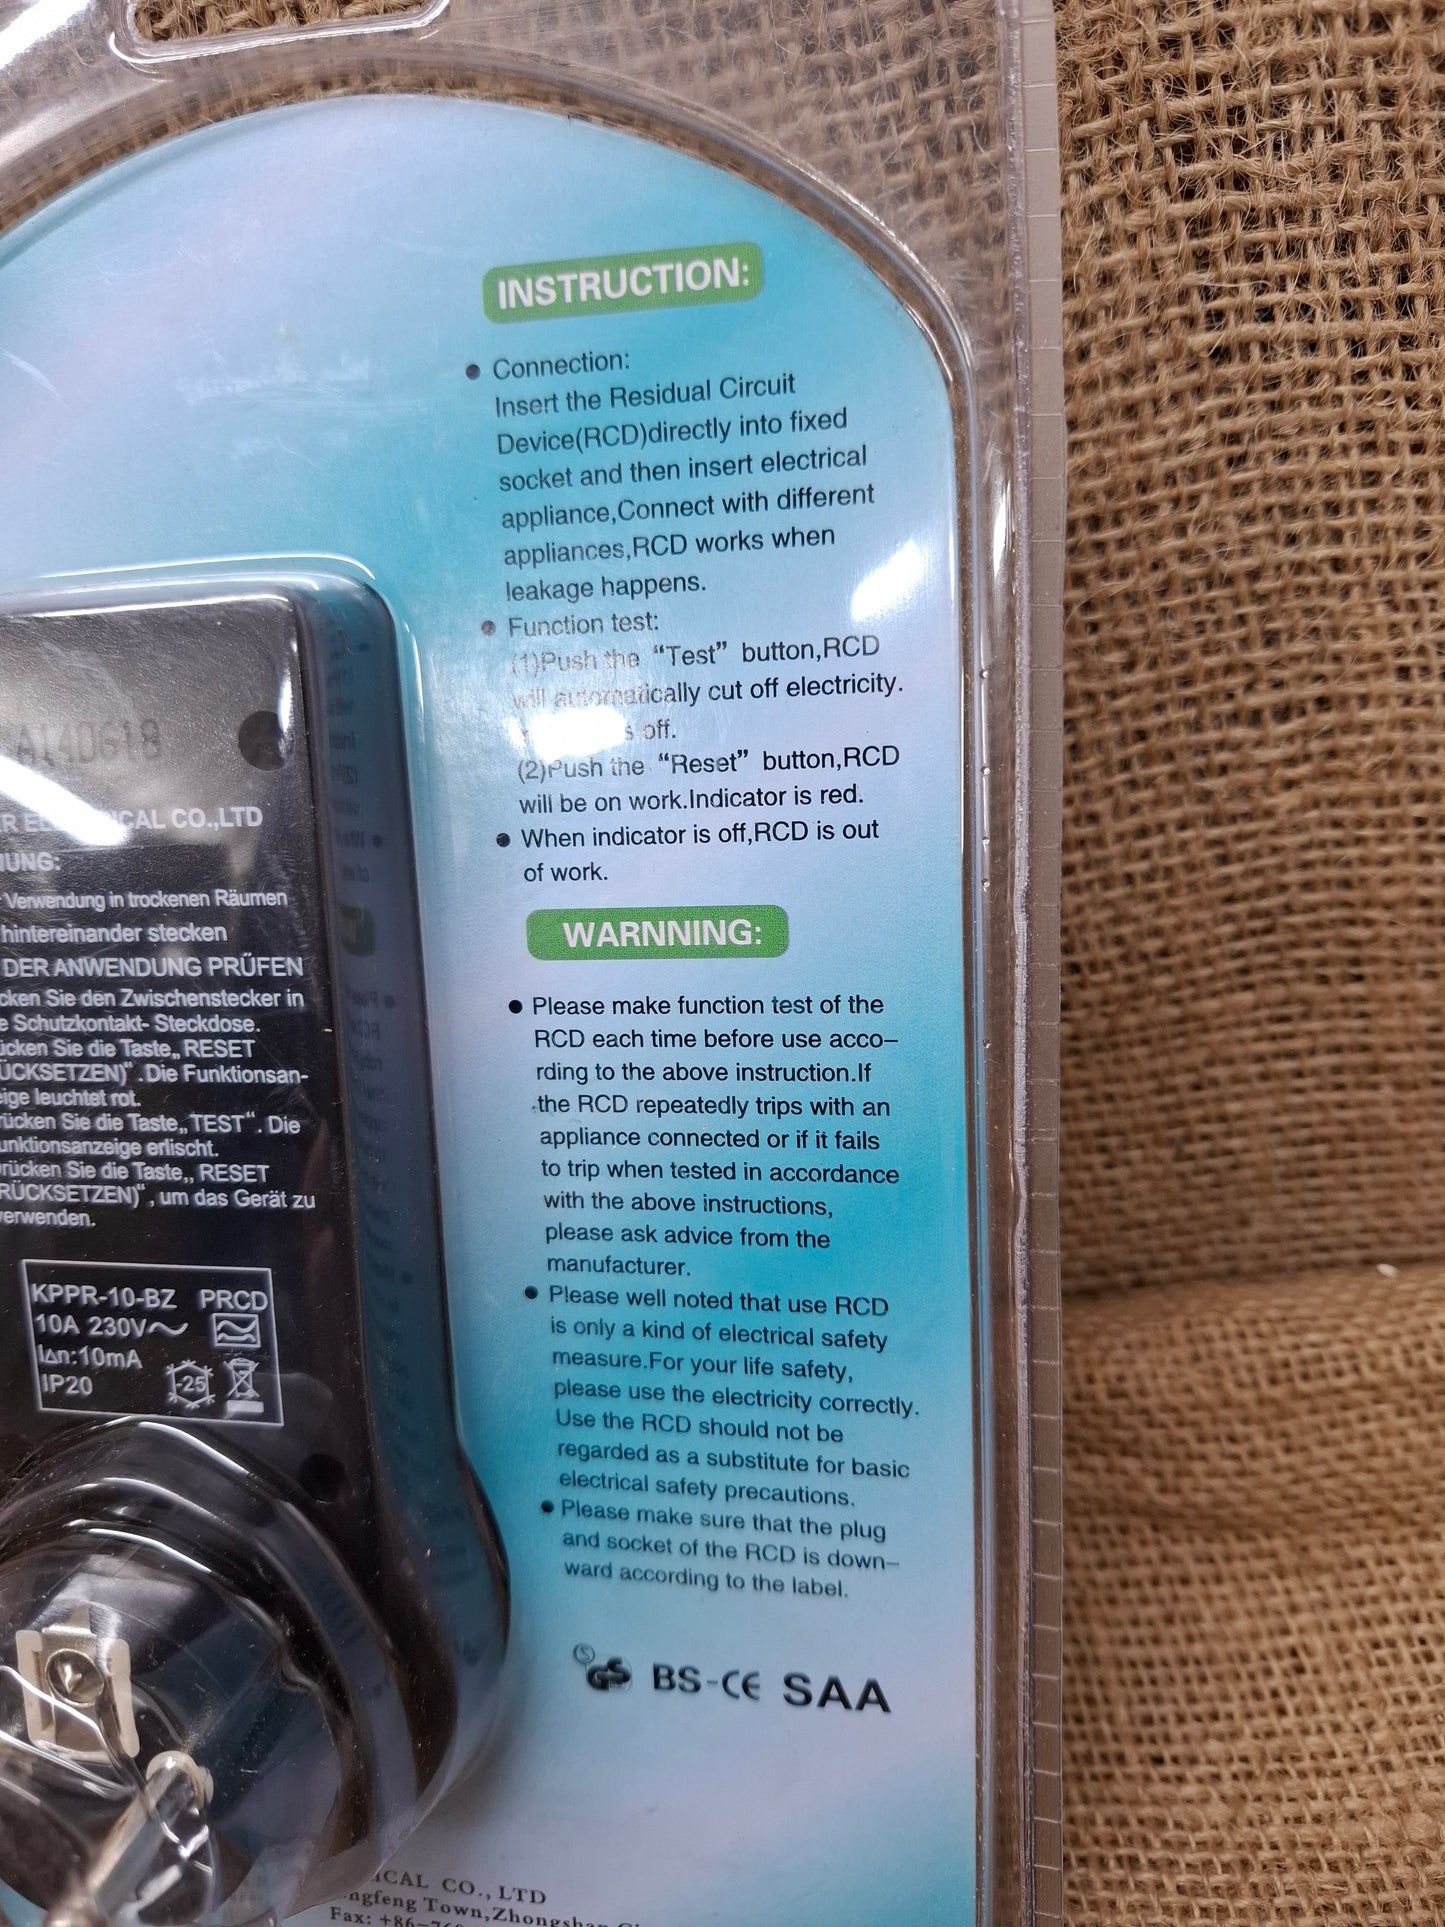 INSTRUCTION:
● Connection:
Insert the Residual Circuit
Device(RCD)directly into fixed
socket and then insert electrical
appliance,Connect with different
appliances,RCD works when
leakage happens.
● Function test:
(1)Push the “Test” button,RCD
will automatically cut off electricity.
off.
(2)Push the “Reset” button,RCD
will be on work.Indicator is red.
● When indicator is off,RCD is out
of work.
WARNNING:
● Please make function test of the
RCD each time before use acco–
rding to the above instruction.If
the RCD repeatedly trips with an
appliance connected or if it fails
to trip when tested in accordance
with the above instructions,
please ask advice from the
manufacturer.
● Please well noted that use RCD
is only a kind of electrical safety
measure.For your life safety,
please use the electricity correctly.
Use the RCD should not be
regarded as a substitute for basic
electrical safety precautions.
● Please make sure that the plug
and socket of the RCD is down–
ward according to the label.
GS BS-CE SAA
CO.,LTD
Verwendung in trockenen Räumen
hintereinander stecken
DER ANWENDUNG PRÜFEN
Sie den Zwischenstecker in
Schutzkontakt- Steckdose.
Sie die Taste„ RESET
.Die Funktionsan-
leuchtet rot.
Sie die Taste„TEST“. Die
erlischt.
Sie die Taste„ RESET
, um das Gerät zu
KPPR-10-BZ PRCD
10A 230V~
I∆n:10mA
IP20
-25
CO., LTD
Town,Zhongshan
Fax: